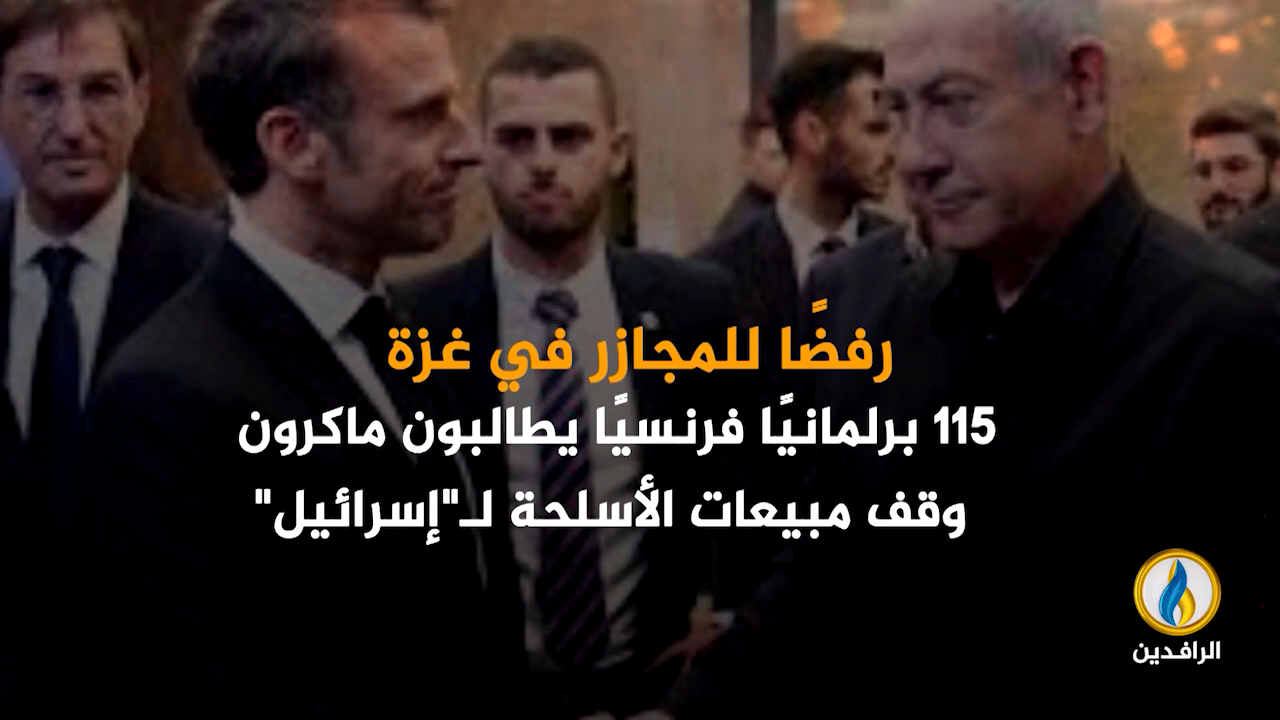 رفضًا للمجازر في غزة
115 برلمانيًا فرنسيًا يطالبون ماكرون
وقف مبيعات الأسلحة لـ"إسرائيل"
الرافدين